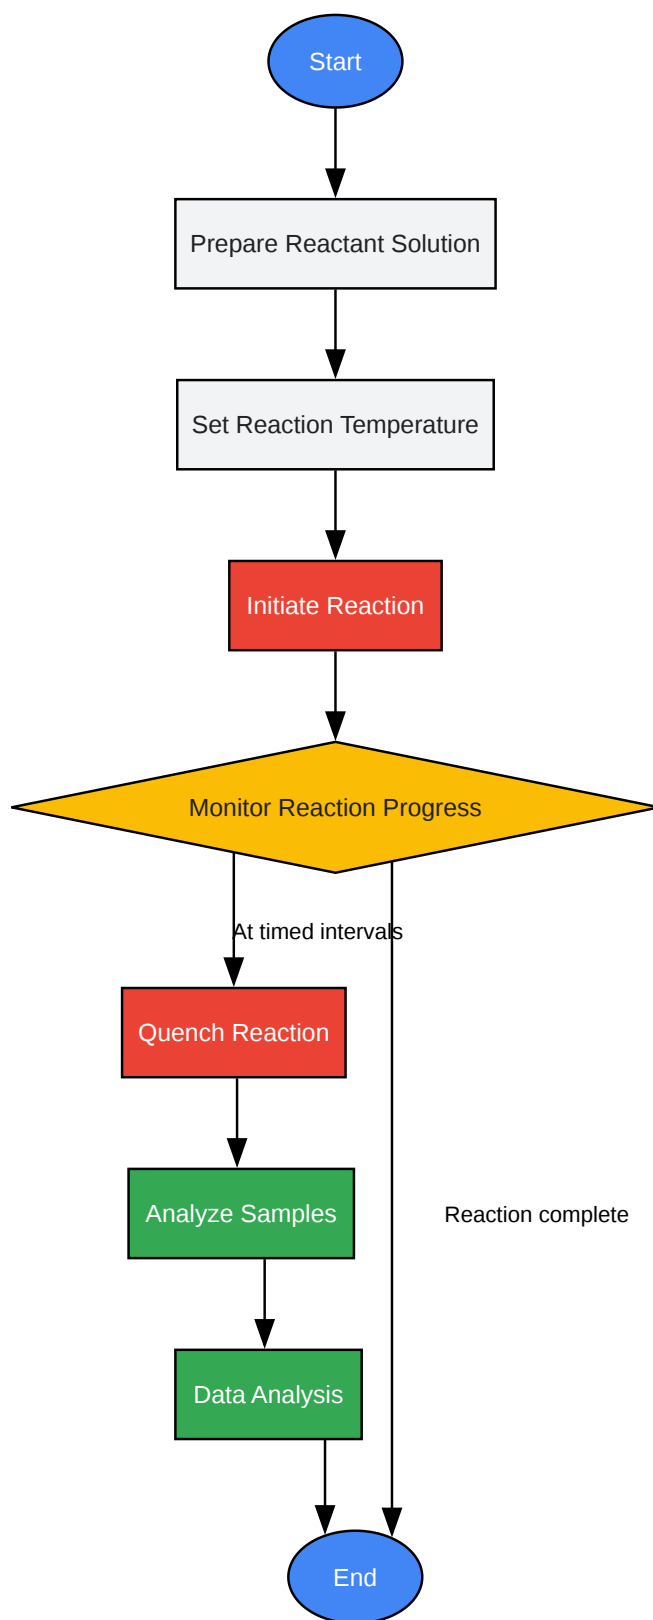 Start
Prepare Reactant Solution
Set Reaction Temperature
Initiate Reaction
Monitor Reaction Progress
At timed intervals
Quench Reaction
Analyze Samples
Reaction complete
Data Analysis
End